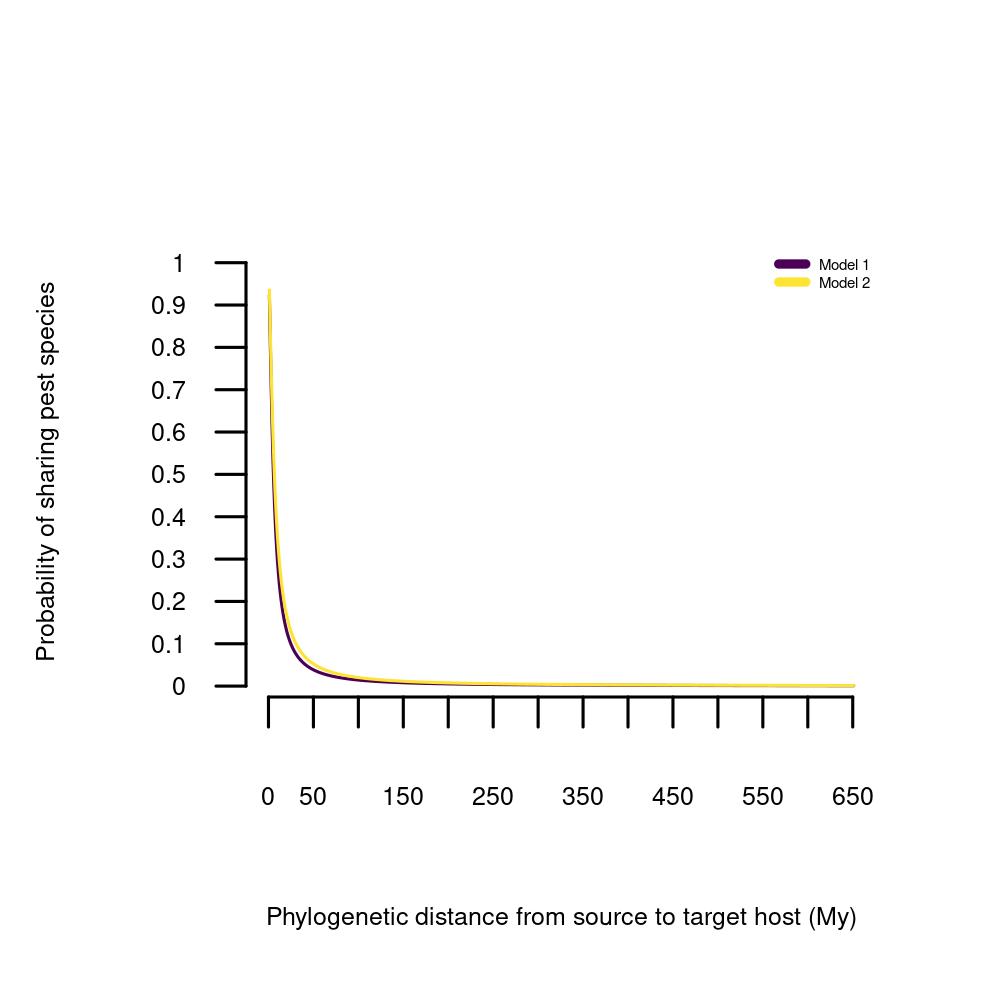 Model 1
Model 2
Probability of sharing pest species
1
0.9
0.8
0.7
0.6
0.5
0.4
0.3
0.2
0.1
0
0 50 150 250 350 450 550 650
Phylogenetic distance from source to target host (My)